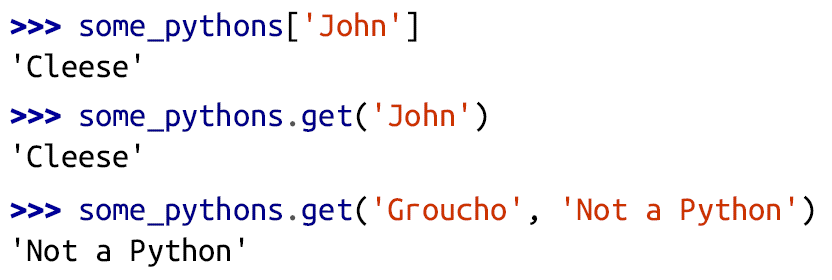 >>> some_pythons['John']
'Cleese'
>>> some_pythons.get('John')
'Cleese'
>>> some_pythons.get('Groucho', 'Not a Python')
'Not a Python'